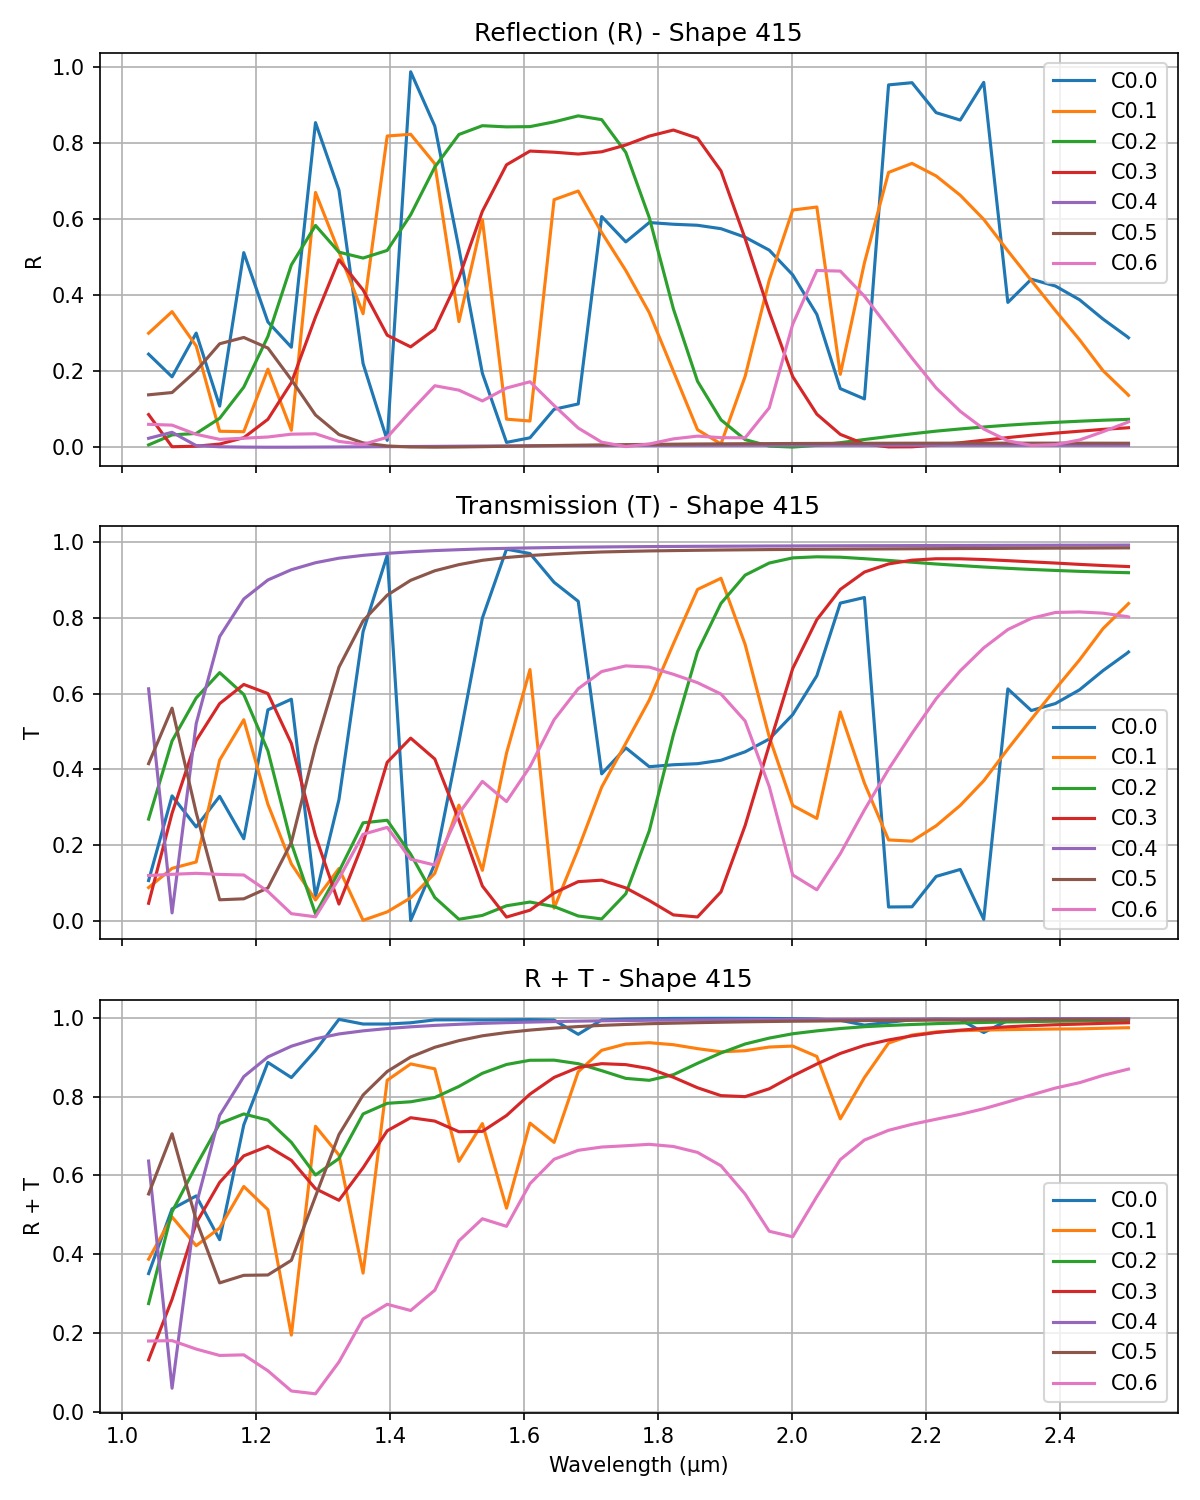 Reflection (R) - Shape 415
1.0
0.8
0.6
0.4
0.2
0.0
R
C0.0
C0.1
C0.2
C0.3
C0.4
C0.5
C0.6
Transmission (T) - Shape 415
1.0
0.8
0.6
0.4
0.2
0.0
T
C0.0
C0.1
C0.2
C0.3
C0.4
C0.5
C0.6
R + T - Shape 415
1.0
0.8
0.6
0.4
0.2
0.0
R + T
C0.0
C0.1
C0.2
C0.3
C0.4
C0.5
C0.6
1.0 1.2 1.4 1.6 1.8 2.0 2.2 2.4
Wavelength (μm)